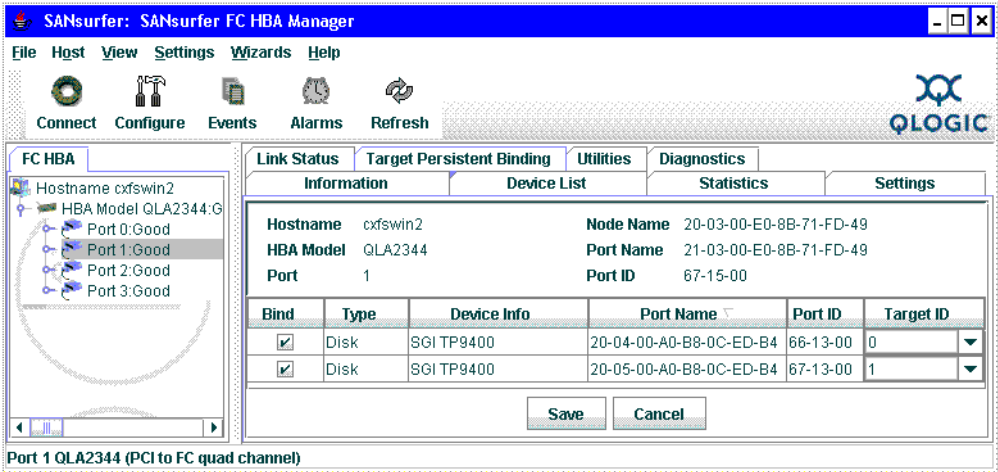 SANsurfer: SANsurfer FC HBA Manager
File Host View Settings Wizards Help
Connect Configure Events Alarms Refresh
QLOGIC
FC HBA
Hostname cxfswin2
HBA Model QLA2344:G
Port 0:Good
Port 1:Good
Port 2:Good
Port 3:Good
Link Status Target Persistent Binding Utilities Diagnostics
Information Device List Statistics Settings
Hostname cxfswin2 Node Name 20-03-00-E0-8B-71-FD-49
HBA Model QLA2344 Port Name 21-03-00-E0-8B-71-FD-49
Port 1 Port ID 67-15-00
Bind Type Device Info Port Name Port ID Target ID
Disk SGI TP9400 20-04-00-A0-B8-0C-ED-B4 66-13-00 0
Disk SGI TP9400 20-05-00-A0-B8-0C-ED-B4 67-13-00 1
Save Cancel
Port 1 QLA2344 (PCI to FC quad channel)